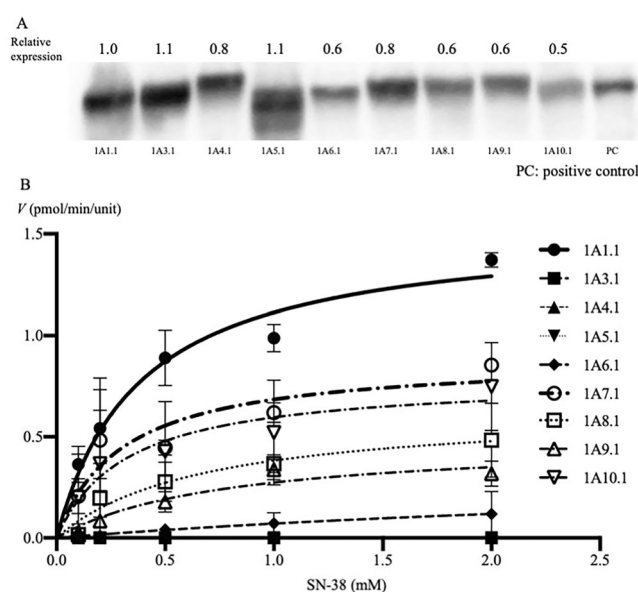 A
Relative expression 1.0 1.1 0.8 1.1 0.6 0.8 0.6 0.6 0.5
1A1.1 1A3.1 1A4.1 1A5.1 1A6.1 1A7.1 1A8.1 1A9.1 1A10.1 PC
PC: positive control
B
V (pmol/min/unit)
1.5
1.0
0.5
0.0
0.0 0.5 1.0 1.5 2.0 2.5
SN-38 (mM)
1A1.1
1A3.1
1A4.1
1A5.1
1A6.1
1A7.1
1A8.1
1A9.1
1A10.1